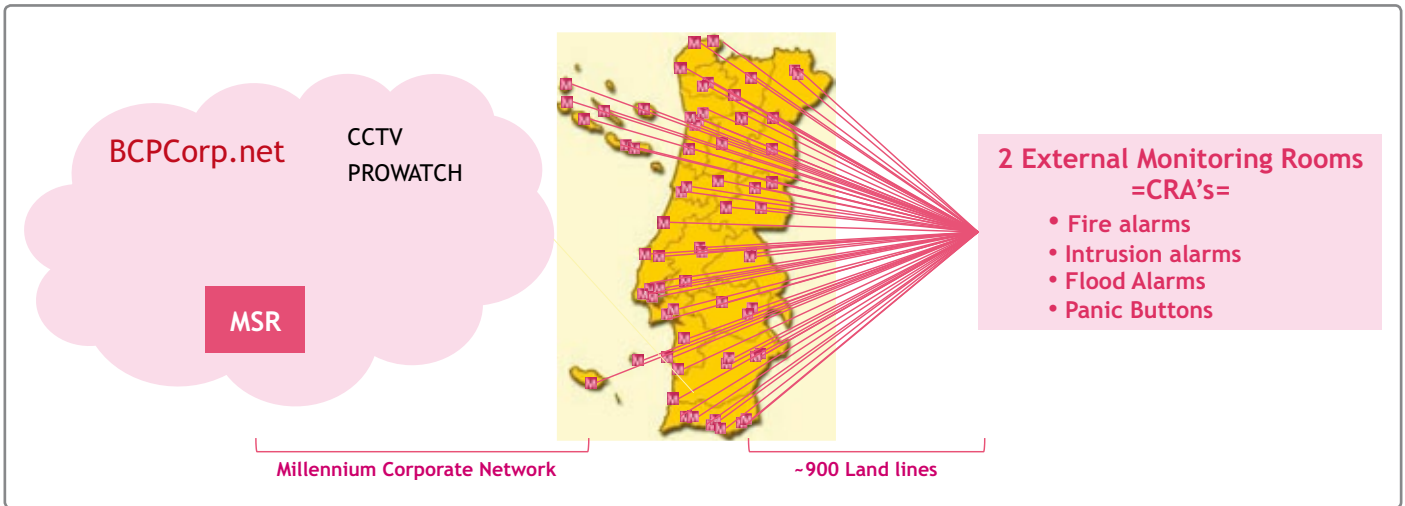 BCPCorp.net
CCTV
PROWATCH
MSR
2 External Monitoring Rooms
=CRA's=
• Fire alarms
• Intrusion alarms
• Flood Alarms
• Panic Buttons
Millennium Corporate Network
~900 Land lines